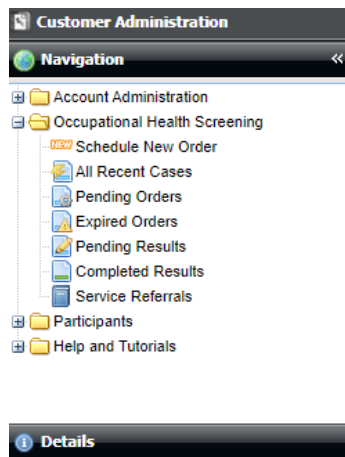 Customer Administration
Navigation «
Account Administration
Occupational Health Screening
NEW Schedule New Order
All Recent Cases
Pending Orders
Expired Orders
Pending Results
Completed Results
Service Referrals
Participants
Help and Tutorials
Details